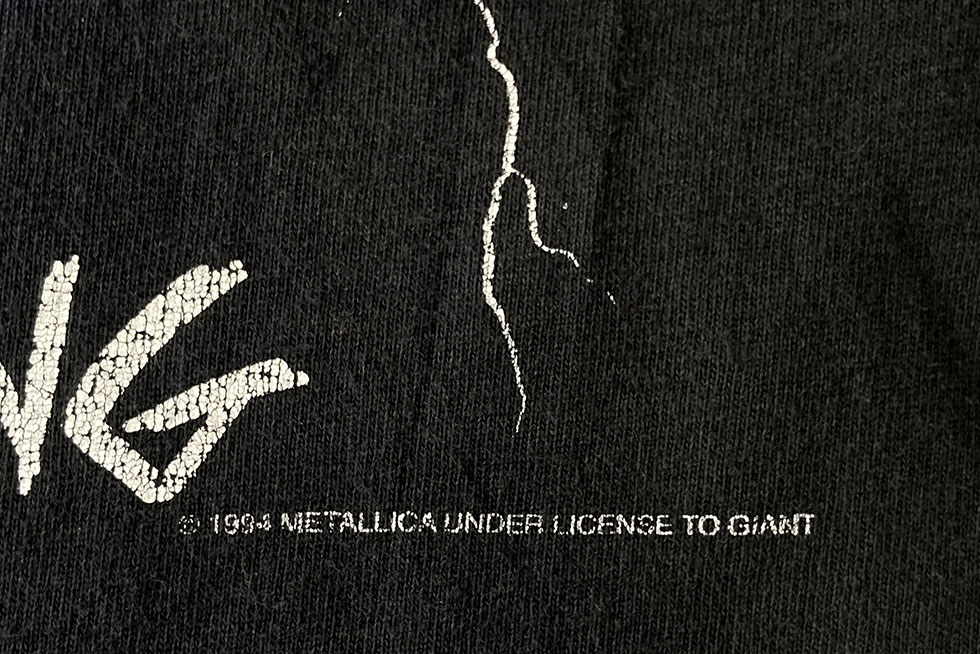 NG
© 1994 METALLICA UNDER LICENSE TO GIANT